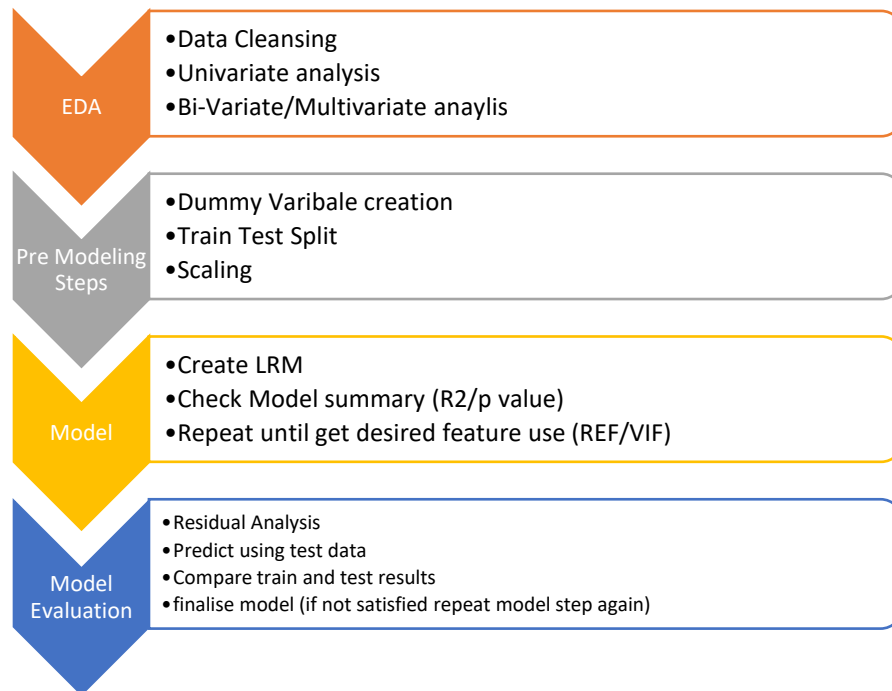 EDA
•Data Cleansing
•Univariate analysis
•Bi-Variate/Multivariate anaylis
Pre Modeling
Steps
•Dummy Varibale creation
•Train Test Split
•Scaling
Model
•Create LRM
•Check Model summary (R2/p value)
•Repeat until get desired feature use (REF/VIF)
Model
Evaluation
•Residual Analysis
•Predict using test data
•Compare train and test results
•finalise model (if not satisfied repeat model step again)